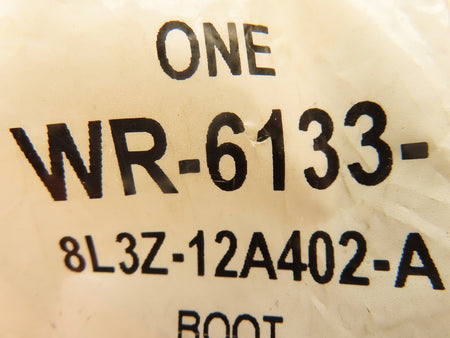 ONE
WR-6133-
8L3Z-12A402-A
BOOT